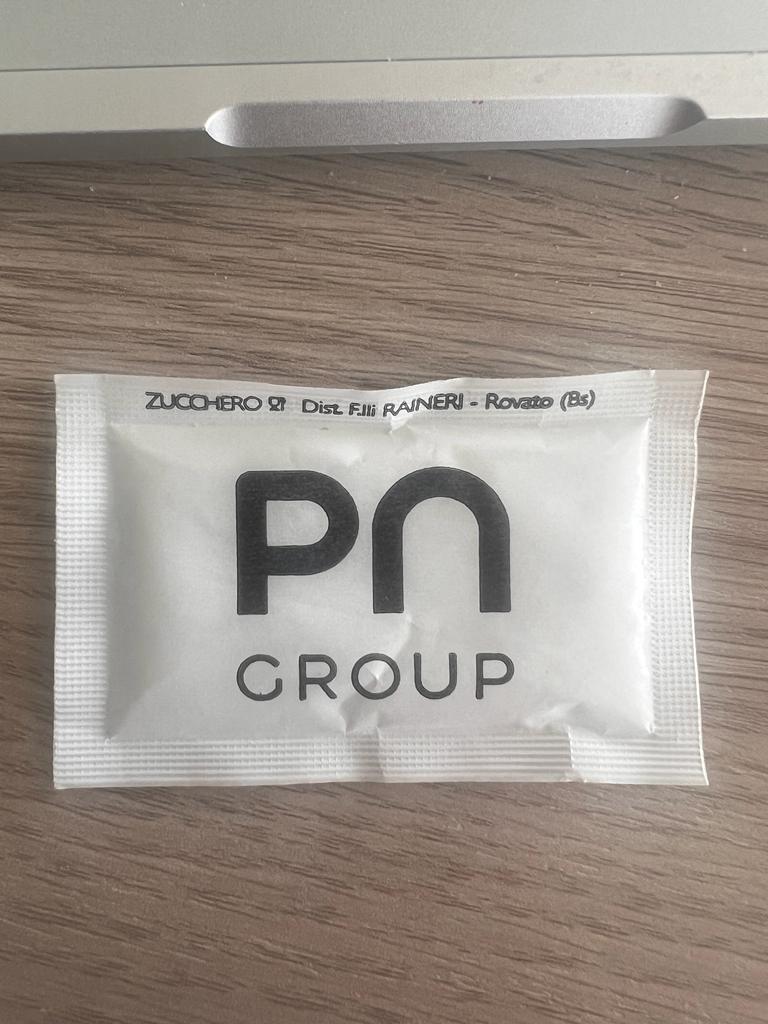 ZUCCHERO Dist. F.lli RAINERI - Rovato (Bs)
PN
GROUP